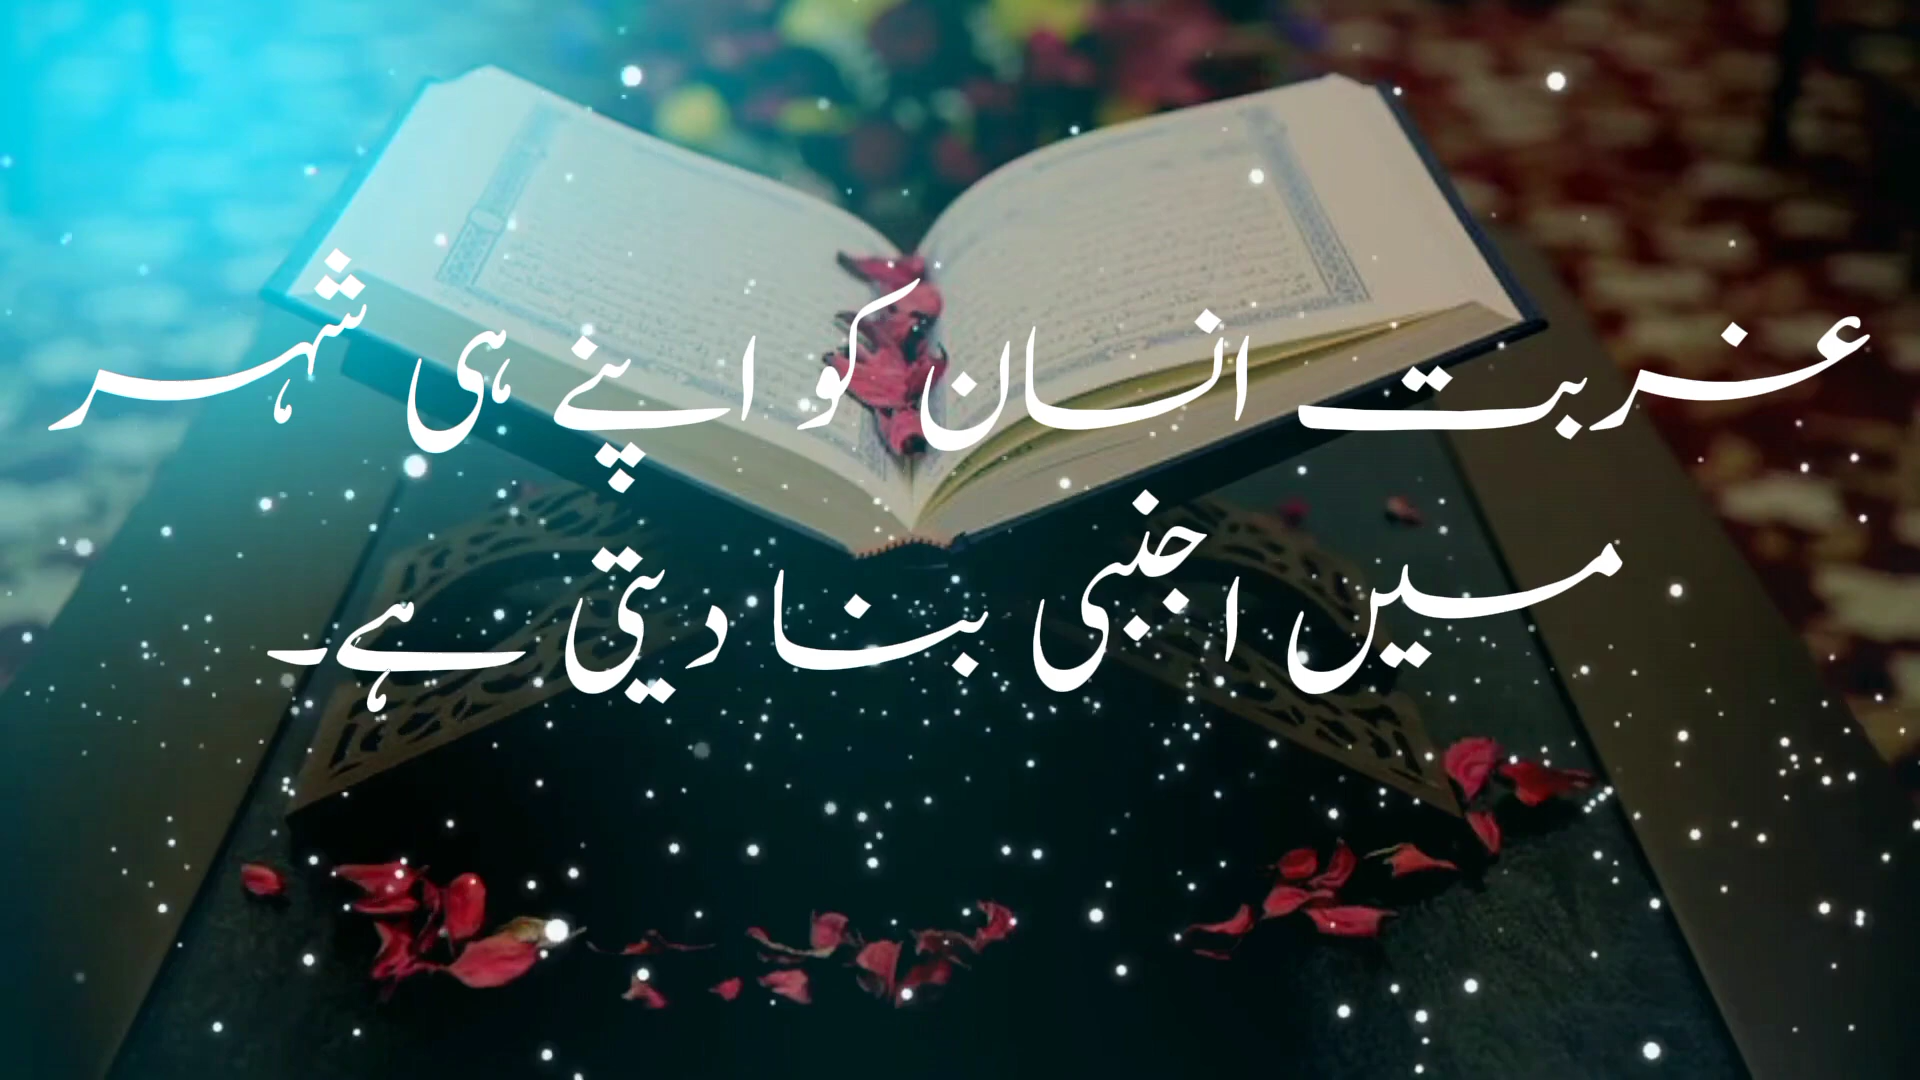 غربت انسان کو اپنے ہی شہر
میں اجنبی بنا دیتی ہے۔